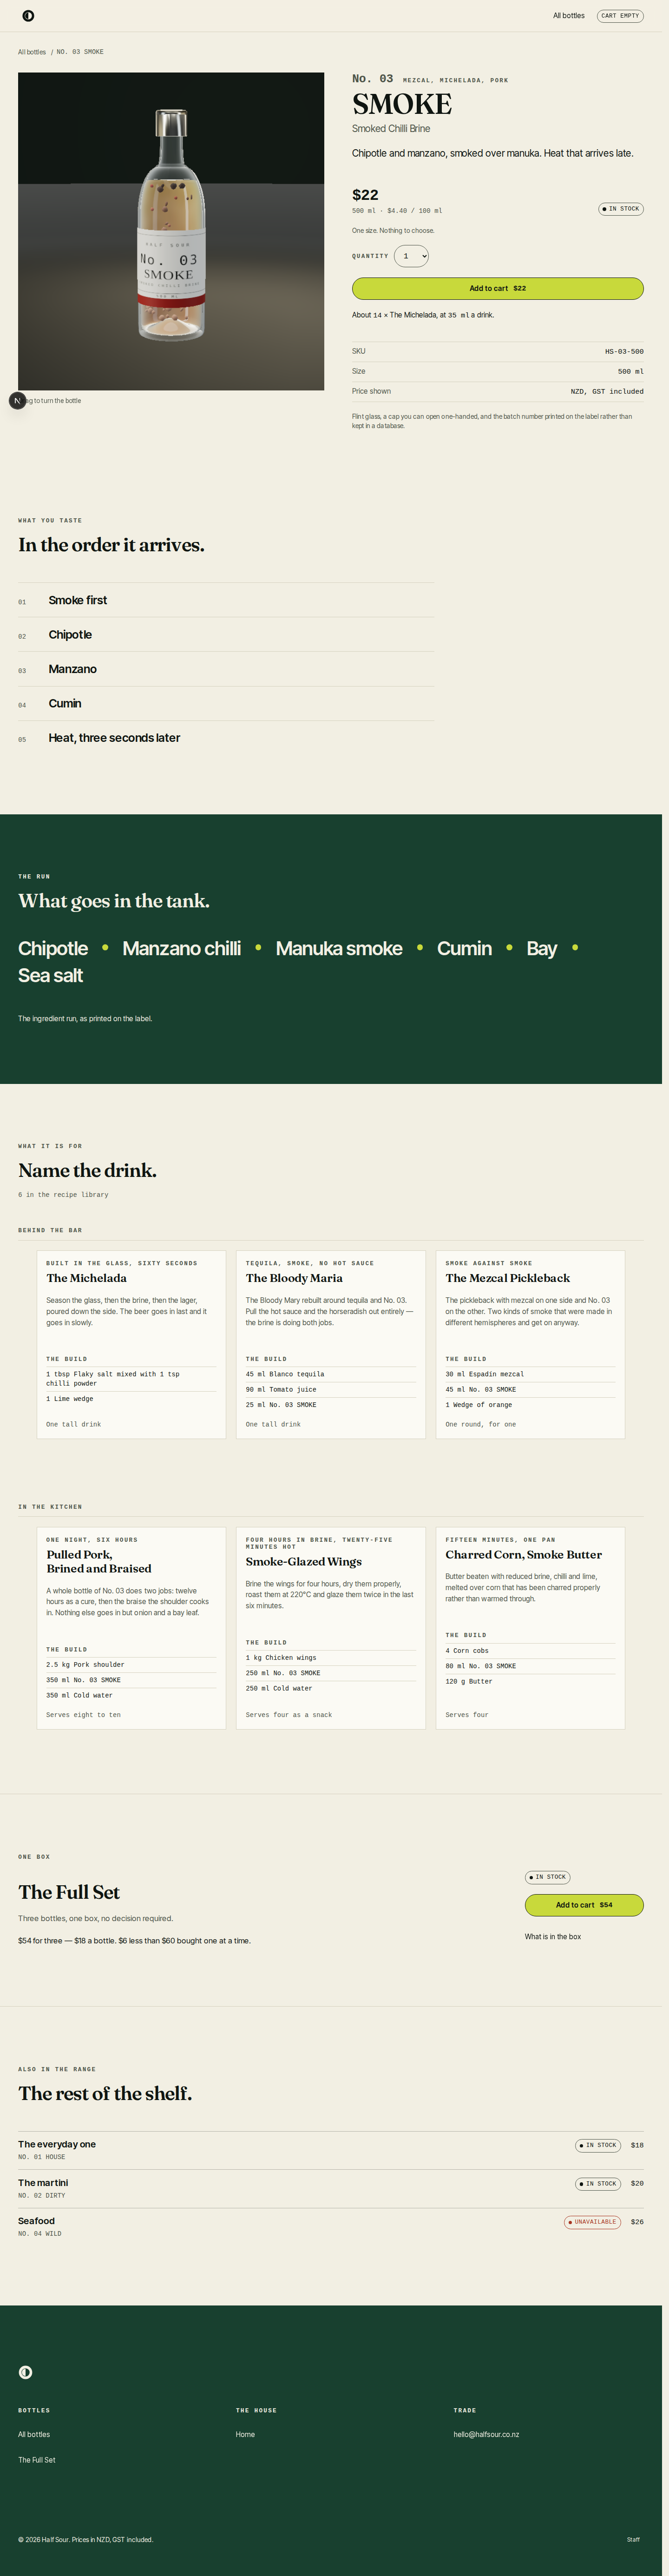 All bottles
CART EMPTY
All bottles / NO. 03 SMOKE
HALF SOUR
No. 03
SMOKE
SMOKED CHILLI BRINE
500 ML
to turn the bottle
No. 03 MEZCAL, MICHELADA, PORK
SMOKE
Smoked Chilli Brine
Chipotle and manzano, smoked over manuka. Heat that arrives late.
$22
500 ml · $4.40 / 100 ml
IN STOCK
One size. Nothing to choose.
QUANTITY 1
Add to cart $22
About 14 × The Michelada, at 35 ml a drink.
SKU HS-03-500
Size 500 ml
Price shown NZD, GST included
Flint glass, a cap you can open one-handed, and the batch number printed on the label rather than
kept in a database.
WHAT YOU TASTE
In the order it arrives.
01 Smoke first
02 Chipotle
03 Manzano
04 Cumin
05 Heat, three seconds later
THE RUN
What goes in the tank.
Chipotle • Manzano chilli • Manuka smoke • Cumin • Bay •
Sea salt
The ingredient run, as printed on the label.
WHAT IT IS FOR
Name the drink.
6 in the recipe library
BEHIND THE BAR
BUILT IN THE GLASS, SIXTY SECONDS
The Michelada
Season the glass, then the brine, then the lager,
poured down the side. The beer goes in last and it
goes in slowly.
THE BUILD
1 tbsp Flaky salt mixed with 1 tsp
chilli powder
1 Lime wedge
One tall drink
TEQUILA, SMOKE, NO HOT SAUCE
The Bloody Maria
The Bloody Mary rebuilt around tequila and No. 03.
Pull the hot sauce and the horseradish out entirely —
the brine is doing both jobs.
THE BUILD
45 ml Blanco tequila
90 ml Tomato juice
25 ml No. 03 SMOKE
One tall drink
SMOKE AGAINST SMOKE
The Mezcal Pickleback
The pickleback with mezcal on one side and No. 03
on the other. Two kinds of smoke that were made in
different hemispheres and get on anyway.
THE BUILD
30 ml Espadín mezcal
45 ml No. 03 SMOKE
1 Wedge of orange
One round, for one
IN THE KITCHEN
ONE NIGHT, SIX HOURS
Pulled Pork,
Brined and Braised
A whole bottle of No. 03 does two jobs: twelve
hours as a cure, then the braise the shoulder cooks
in. Nothing else goes in but onion and a bay leaf.
THE BUILD
2.5 kg Pork shoulder
350 ml No. 03 SMOKE
350 ml Cold water
Serves eight to ten
FOUR HOURS IN BRINE, TWENTY-FIVE
MINUTES HOT
Smoke-Glazed Wings
Brine the wings for four hours, dry them properly,
roast them at 220°C and glaze them twice in the last
six minutes.
THE BUILD
1 kg Chicken wings
250 ml No. 03 SMOKE
250 ml Cold water
Serves four as a snack
FIFTEEN MINUTES, ONE PAN
Charred Corn, Smoke Butter
Butter beaten with reduced brine, chilli and lime,
melted over corn that has been charred properly
rather than warmed through.
THE BUILD
4 Corn cobs
80 ml No. 03 SMOKE
120 g Butter
Serves four
ONE BOX
The Full Set
Three bottles, one box, no decision required.
$54 for three — $18 a bottle. $6 less than $60 bought one at a time.
IN STOCK
Add to cart $54
What is in the box
ALSO IN THE RANGE
The rest of the shelf.
The everyday one
NO. 01 HOUSE
IN STOCK $18
The martini
NO. 02 DIRTY
IN STOCK $20
Seafood
NO. 04 WILD
UNAVAILABLE $26
BOTTLES
All bottles
The Full Set
THE HOUSE
Home
TRADE
hello@halfsour.co.nz
© 2026 Half Sour. Prices in NZD, GST included.
Staff